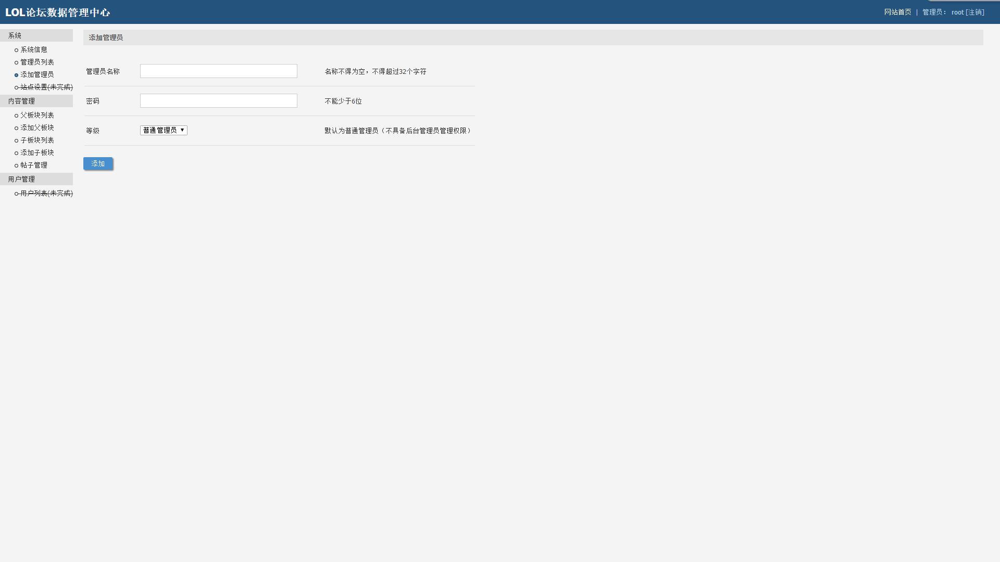 LOL论坛数据管理中心
网站首页 | 管理员： root [注销]
系统
系统信息
管理员列表
添加管理员
站点设置(未完成)
内容管理
父板块列表
添加父板块
子板块列表
添加子板块
帖子管理
用户管理
用户列表(未完成)
添加管理员
管理员名称 名称不得为空，不得超过32个字符
密码 不能少于6位
等级 普通管理员 ▼ 默认为普通管理员（不具备后台管理员管理权限）
添加